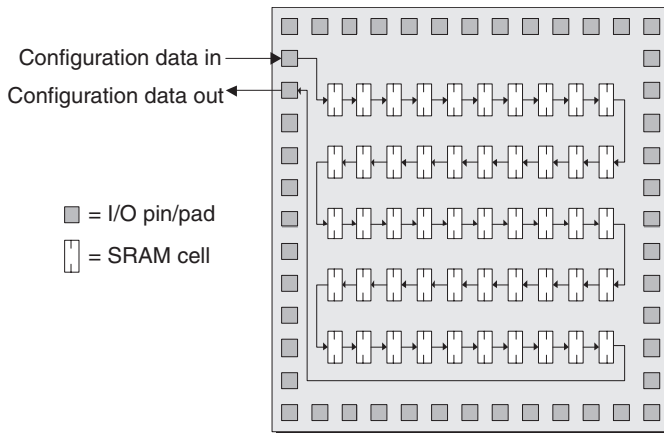 Configuration data in
Configuration data out
= I/O pin/pad
= SRAM cell